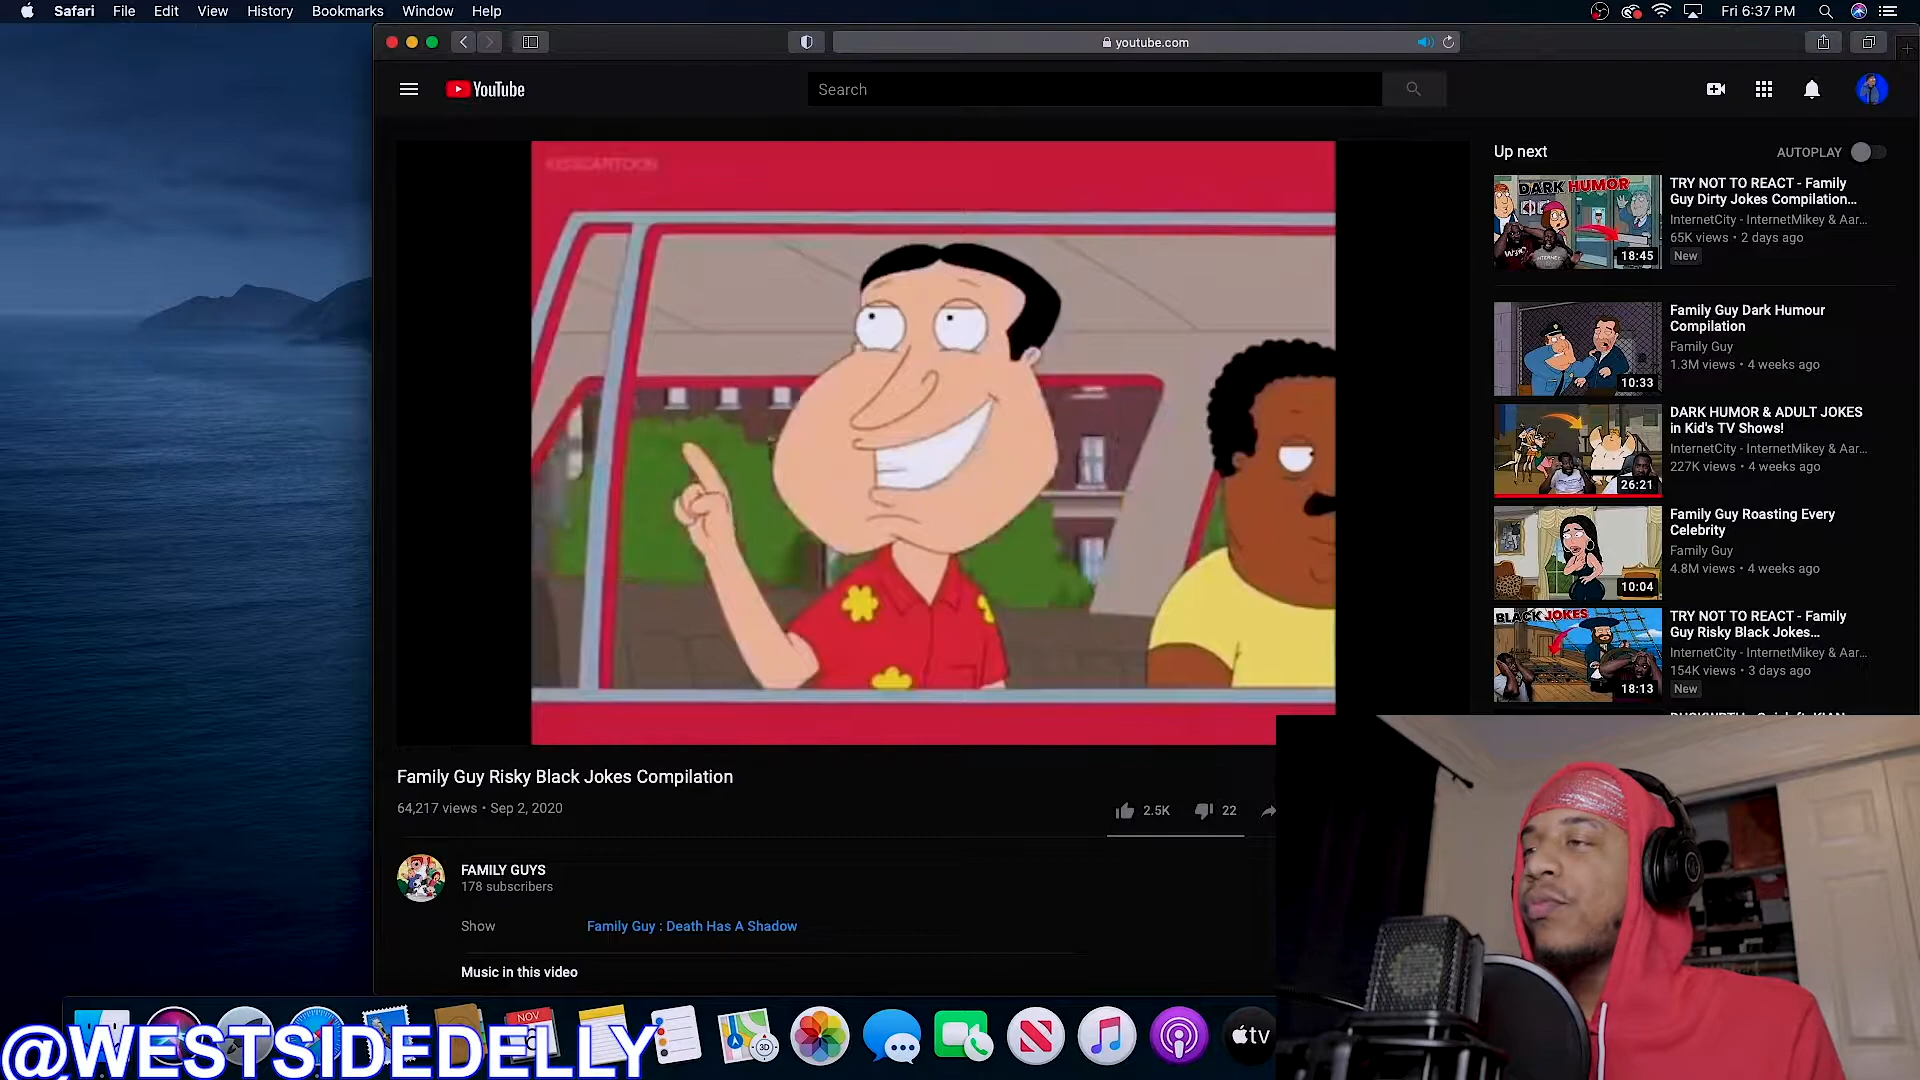 Safari File Edit View History Bookmarks Window Help
Fri 6:37 PM
youtube.com
YouTube
Search
KISSCARTOON
Up next
AUTOPLAY
DARK HUMOR
18:45
TRY NOT TO REACT - Family
Guy Dirty Jokes Compilation...
InternetCity - InternetMikey & Aar...
65K views • 2 days ago
New
10:33
Family Guy Dark Humour
Compilation
Family Guy
1.3M views • 4 weeks ago
26:21
DARK HUMOR & ADULT JOKES
in Kid's TV Shows!
InternetCity - InternetMikey & Aar...
227K views • 4 weeks ago
10:04
Family Guy Roasting Every
Celebrity
Family Guy
4.8M views • 4 weeks ago
BLACK JOKES
18:13
TRY NOT TO REACT - Family
Guy Risky Black Jokes...
InternetCity - InternetMikey & Aar...
154K views • 3 days ago
New
Family Guy Risky Black Jokes Compilation
64,217 views • Sep 2, 2020
2.5K
22
FAMILY GUYS
178 subscribers
Show
Family Guy : Death Has A Shadow
Music in this video
NOV
3D
tv
@WESTSIDEDELLY